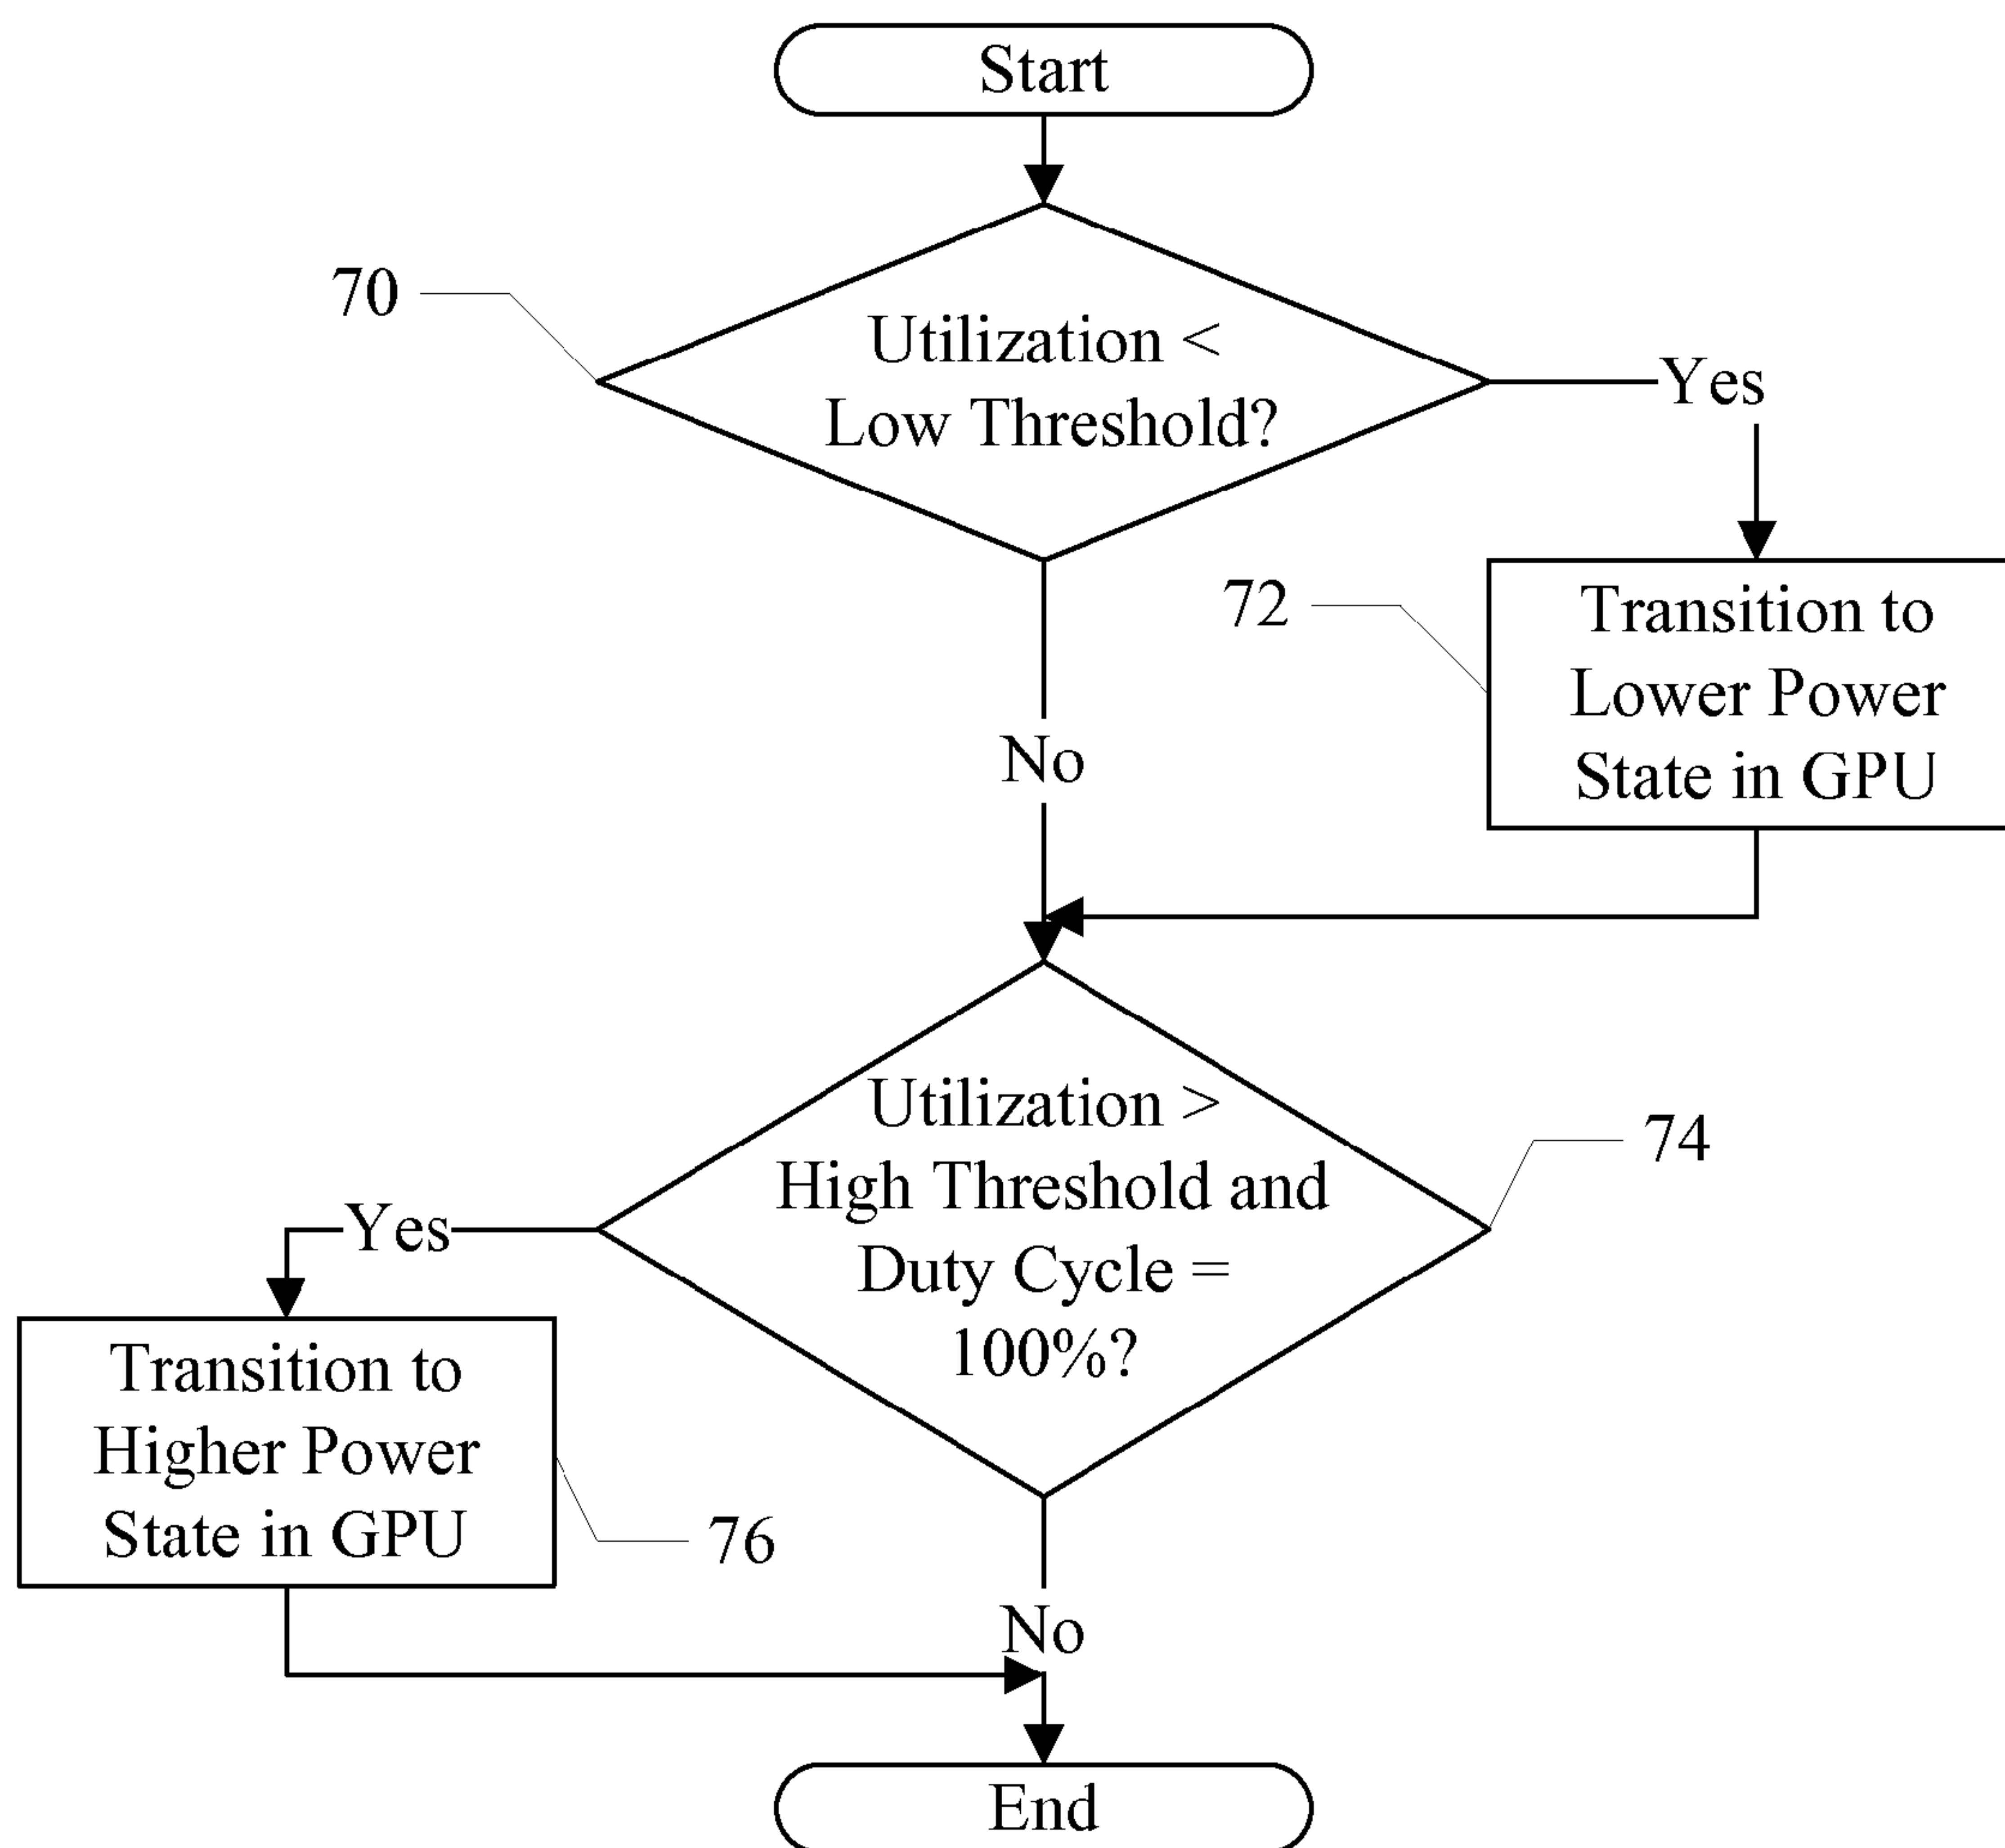 Start
70
Utilization <
Low Threshold?
Yes
72
Transition to
Lower Power
State in GPU
No
Utilization >
High Threshold and
Duty Cycle =
100%?
74
Yes
Transition to
Higher Power
State in GPU
76
No
End